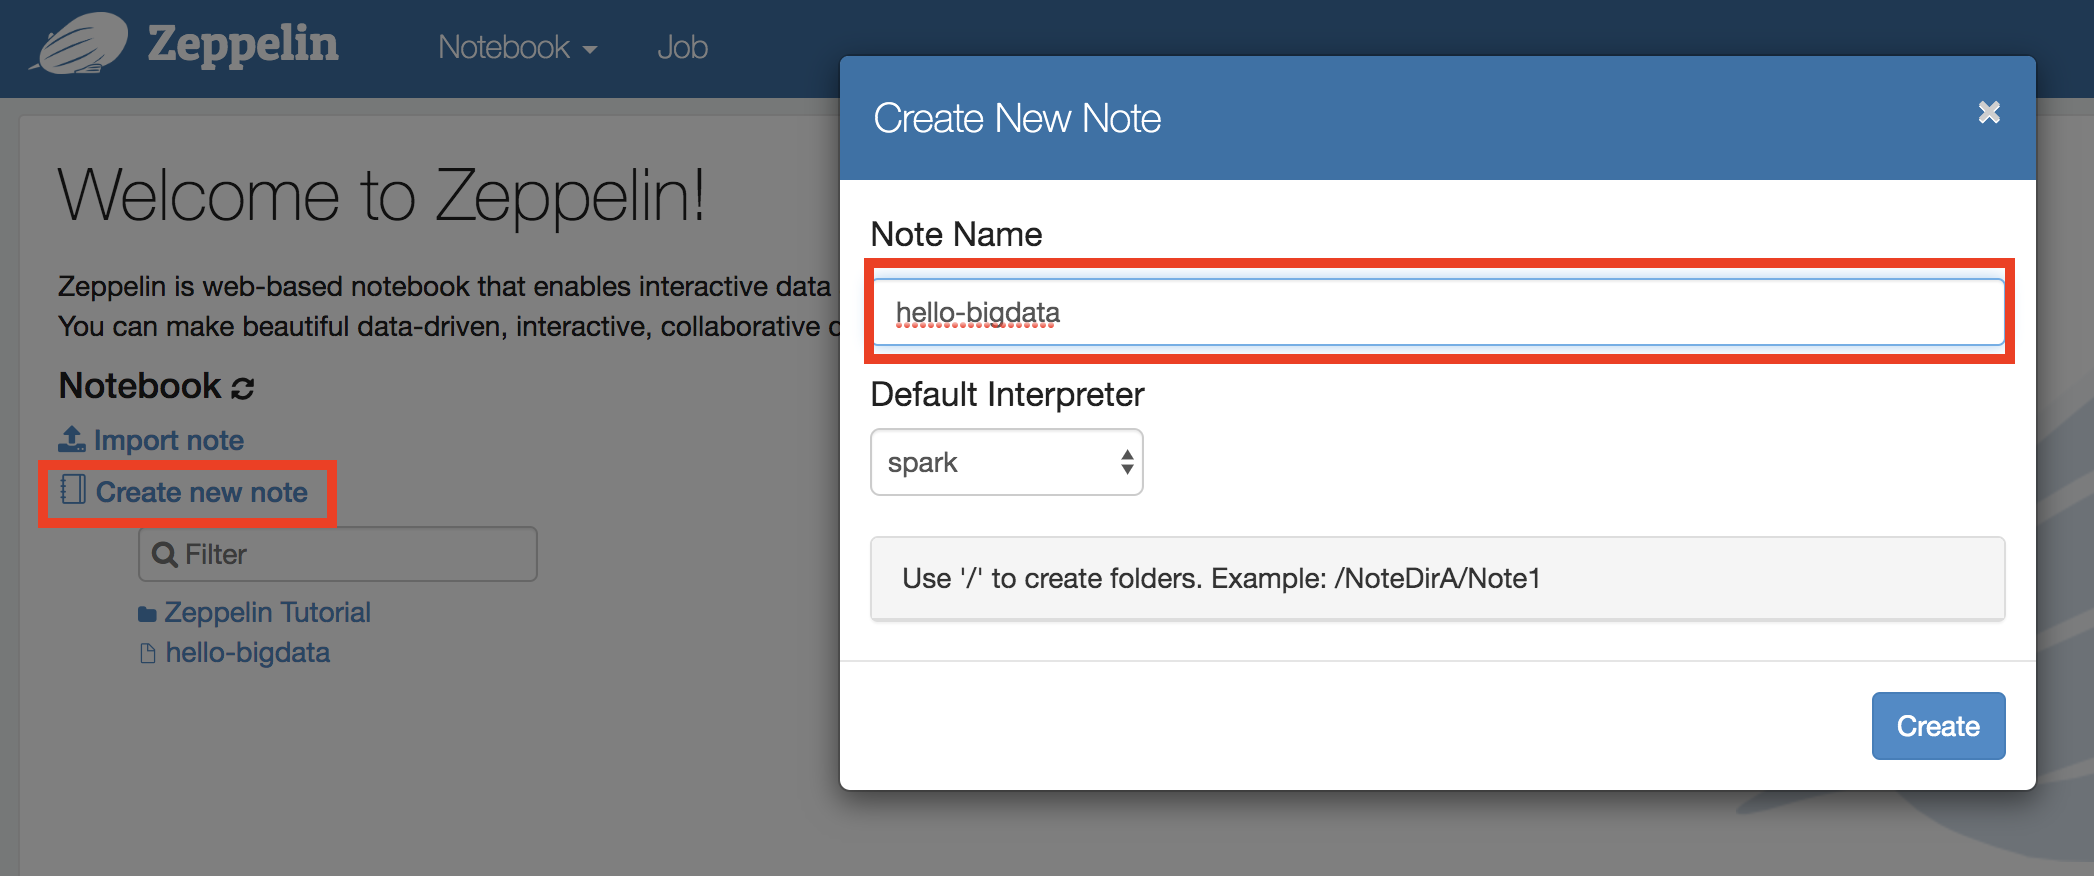 Zeppelin
Notebook
Job
Welcome to Zeppelin!
Zeppelin is web-based notebook that enables interactive data
You can make beautiful data-driven, interactive, collaborative
Notebook
Import note
Create new note
Filter
Zeppelin Tutorial
hello-bigdata
Create New Note
Note Name
hello-bigdata
Default Interpreter
spark
Use '/' to create folders. Example: /NoteDirA/Note1
Create